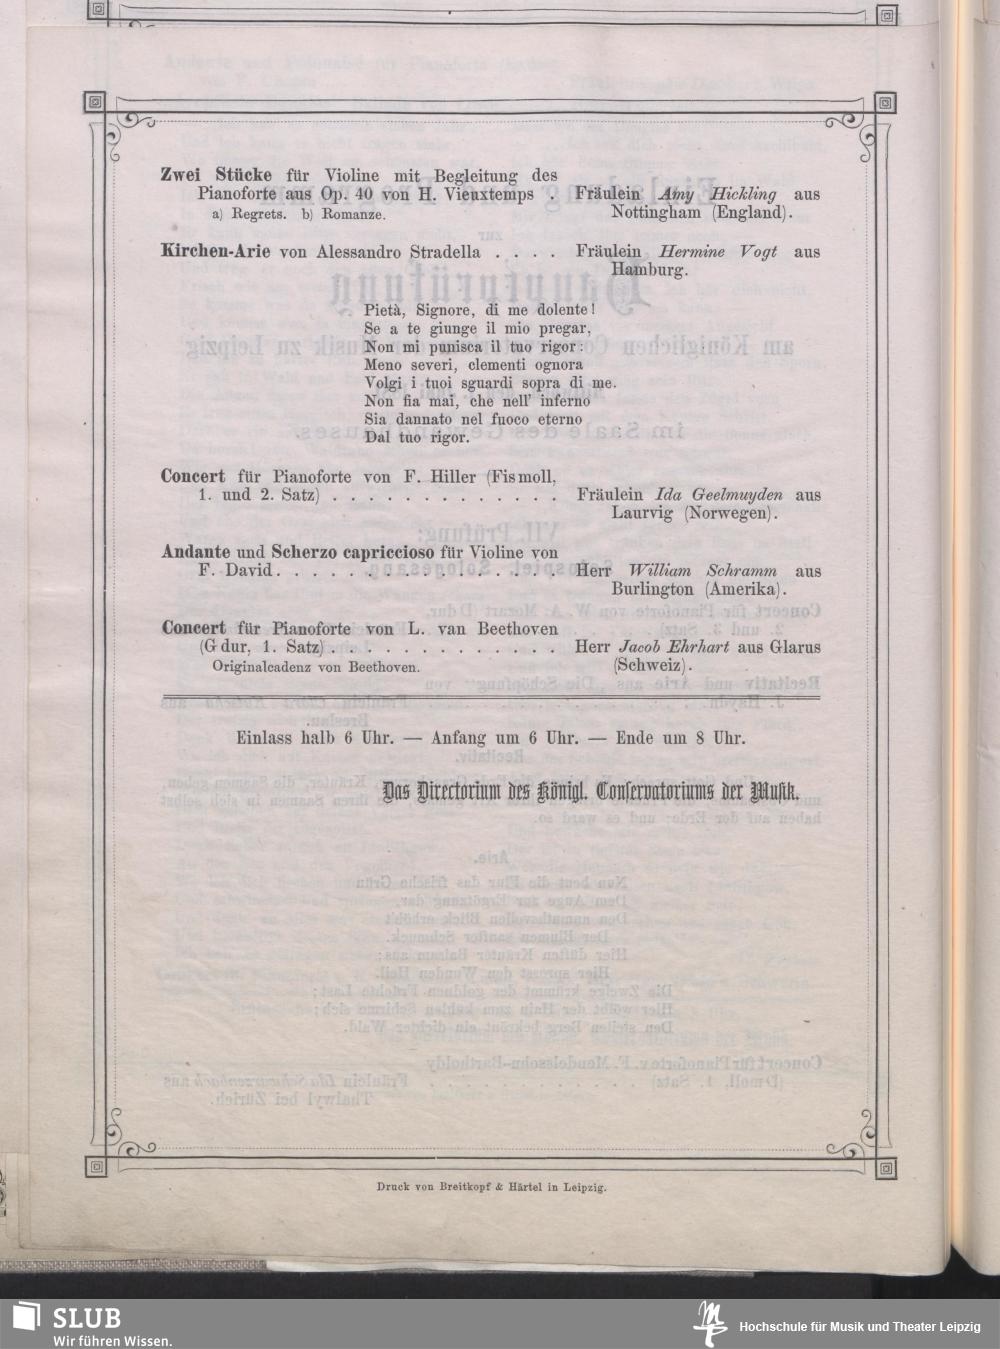 Zwei Stücke für Violine mit Begleitung des
Pianoforte aus Op. 40 von H. Vieuxtemps . Fräulein Amy Hickling aus
a) Regrets. b) Romanze. Nottingham (England).
Kirchen-Arie von Alessandro Stradella . . . . Fräulein Hermine Vogt aus
Hamburg.
Pietà, Signore, di me dolente!
Se a te giunge il mio pregar,
Non mi punisca il tuo rigor:
Meno severi, clementi ognora
Volgi i tuoi sguardi sopra di me.
Non fia mai, che nell' inferno
Sia dannato nel fuoco eterno
Dal tuo rigor.
Concert für Pianoforte von F. Hiller (Fismoll,
1. und 2. Satz) . . . . . . . . . . . . . Fräulein Ida Geelmuyden aus
Laurvig (Norwegen).
Andante und Scherzo capriccioso für Violine von
F. David. . . . . . . . . . . . . . . . Herr William Schramm aus
Burlington (Amerika).
Concert für Pianoforte von L. van Beethoven
(Gdur, 1. Satz) . . . . . . . . . . . . . Herr Jacob Ehrhart aus Glarus
Originalcadenz von Beethoven. (Schweiz).
Einlass halb 6 Uhr. — Anfang um 6 Uhr. — Ende um 8 Uhr.
Das Directorium des Königl. Conservatoriums der Musik.
Druck von Breitkopf & Härtel in Leipzig.
SLUB
Wir führen Wissen.
Hochschule für Musik und Theater Leipzig